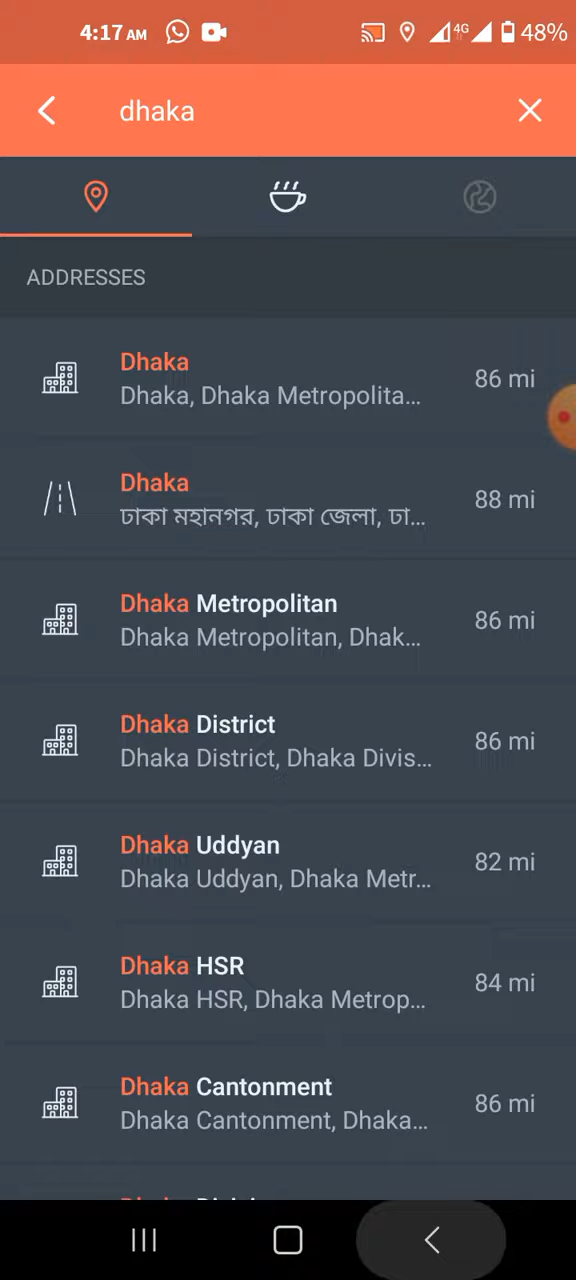 4:17 AM 4G 48%
dhaka
ADDRESSES
Dhaka
Dhaka, Dhaka Metropolita... 86 mi
Dhaka
ঢাকা মহানগর, ঢাকা জেলা, ঢা... 88 mi
Dhaka Metropolitan
Dhaka Metropolitan, Dhak... 86 mi
Dhaka District
Dhaka District, Dhaka Divis... 86 mi
Dhaka Uddyan
Dhaka Uddyan, Dhaka Metr... 82 mi
Dhaka HSR
Dhaka HSR, Dhaka Metrop... 84 mi
Dhaka Cantonment
Dhaka Cantonment, Dhaka... 86 mi